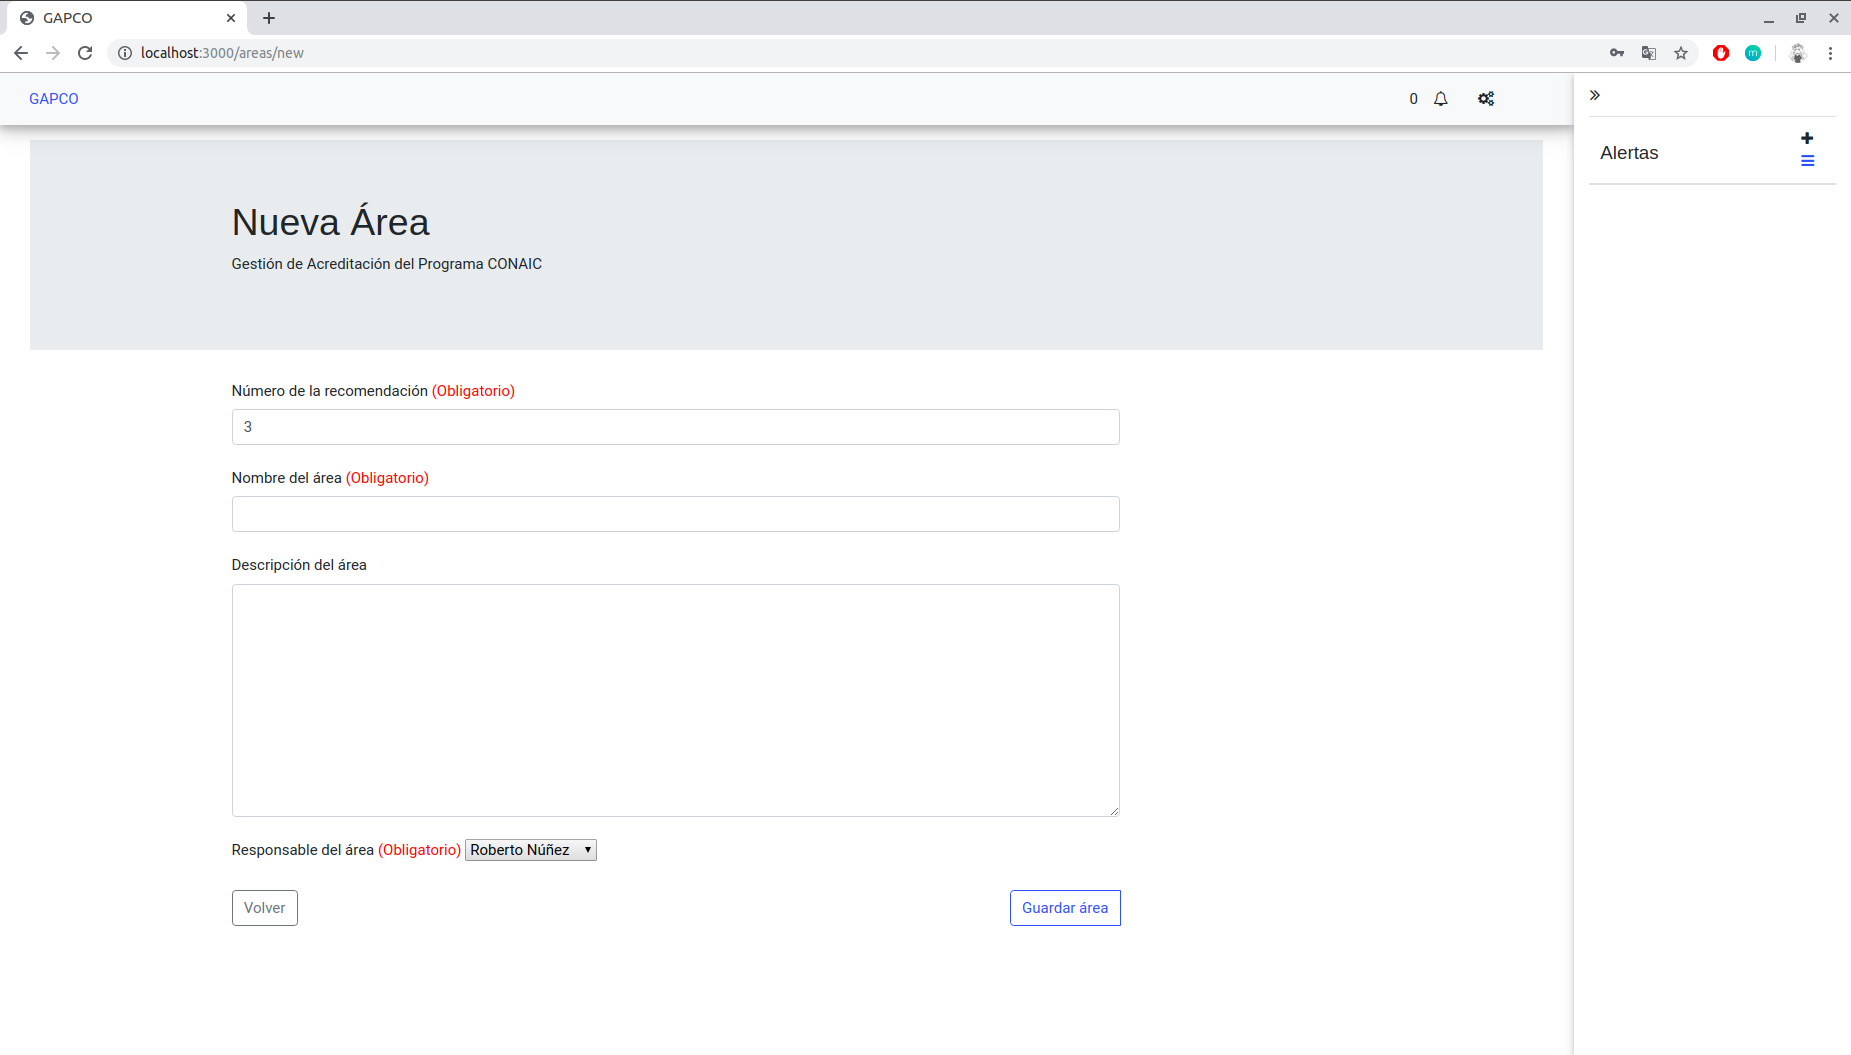 GAPCO
localhost:3000/areas/new
GAPCO
0
Alertas
Nueva Área
Gestión de Acreditación del Programa CONAIC
Número de la recomendación (Obligatorio)
3
Nombre del área (Obligatorio)
Descripción del área
Responsable del área (Obligatorio) Roberto Núñez
Volver
Guardar área